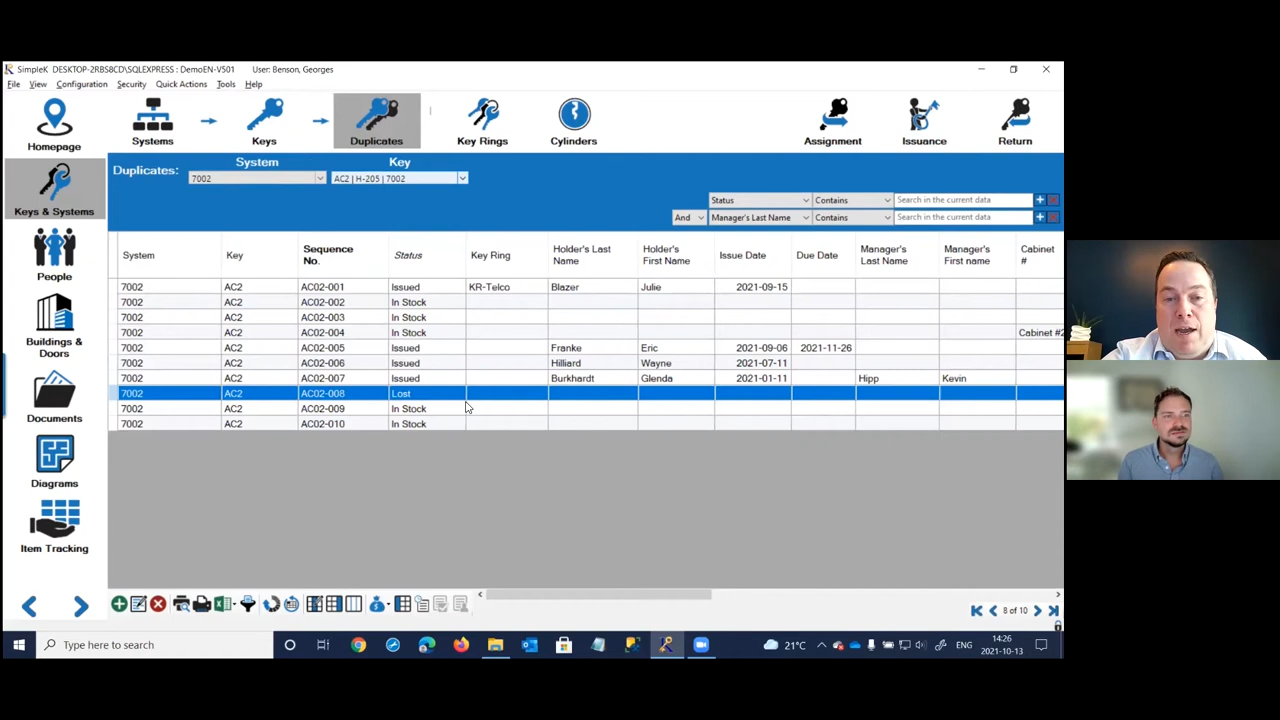 SimpleK DESKTOP-2RBS8CD\SQLEXPRESS : DemoEN-V501 User: Benson, Georges
File View Configuration Security Quick Actions Tools Help
Homepage
Systems
Keys
Duplicates
Key Rings
Cylinders
Assignment
Issuance
Return
Keys & Systems
People
Buildings & Doors
Documents
Diagrams
Item Tracking
Duplicates:
System
Key
7002
AC2 | H-205 | 7002
Status Contains Search in the current data
And Manager's Last Name Contains Search in the current data
System Key Sequence No. Status Key Ring Holder's Last Name Holder's First Name Issue Date Due Date Manager's Last Name Manager's First name Cabinet #
7002 AC2 AC02-001 Issued KR-Telco Blazer Julie 2021-09-15
7002 AC2 AC02-002 In Stock
7002 AC2 AC02-003 In Stock
7002 AC2 AC02-004 In Stock Cabinet #2
7002 AC2 AC02-005 Issued Franke Eric 2021-09-06 2021-11-26
7002 AC2 AC02-006 Issued Hilliard Wayne 2021-07-11
7002 AC2 AC02-007 Issued Burkhardt Glenda 2021-01-11 Hipp Kevin
7002 AC2 AC02-008 Lost
7002 AC2 AC02-009 In Stock
7002 AC2 AC02-010 In Stock
8 of 10
Type here to search
21°C
ENG
14:26
2021-10-13